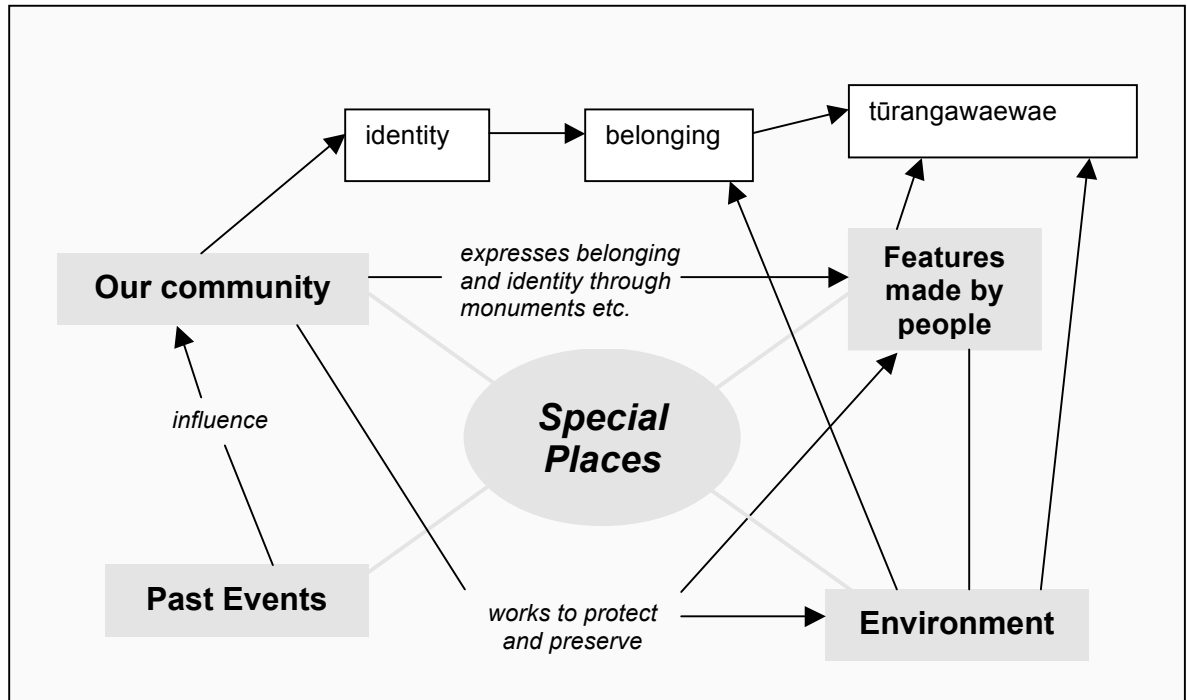 tūrangawaewae
identity
belonging
expresses belonging
and identity through
monuments etc.
Features
made by
people
Our community
Special
Places
influence
Past Events
works to protect
and preserve
Environment